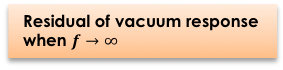 Residual of vacuum response
when f → ∞